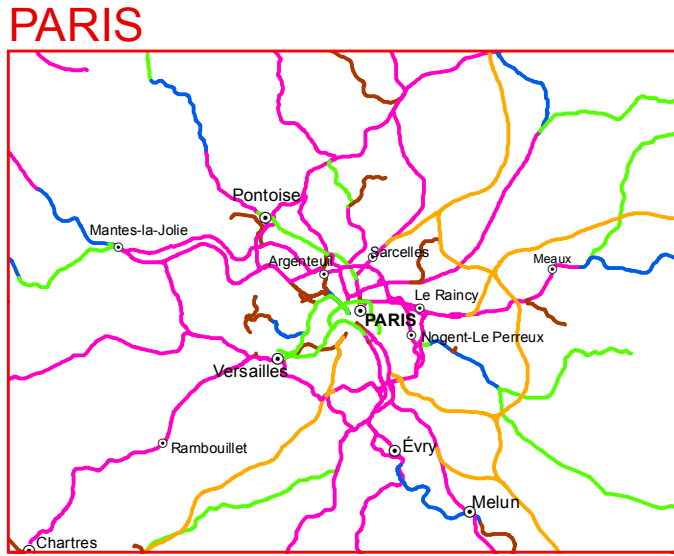 PARIS
Pontoise
Mantes-la-Jolie
Argenteuil
Sarcelles
Meaux
Le Raincy
PARIS
Nogent-Le Perreux
Versailles
Rambouillet
Évry
Melun
Chartres